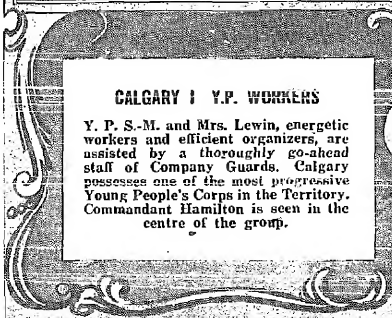 CALGARY I Y.P. WORKERS
Y. P. S.-M. and Mrs. Lewin, energetic
workers and efficient organizers, are
assisted by a thoroughly go-ahead
staff of Company Guards. Calgary
possesses one of the most progressive
Young People's Corps in the Territory.
Commandant Hamilton is seen in the
centre of the group.